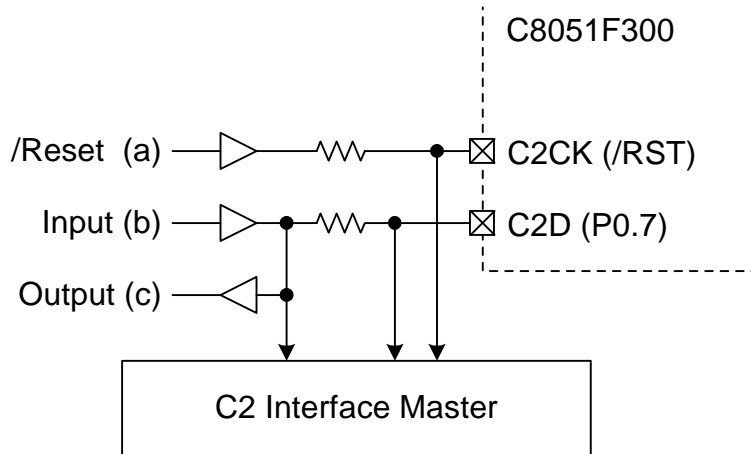 C8051F300
/Reset (a)
C2CK (/RST)
Input (b)
C2D (P0.7)
Output (c)
C2 Interface Master